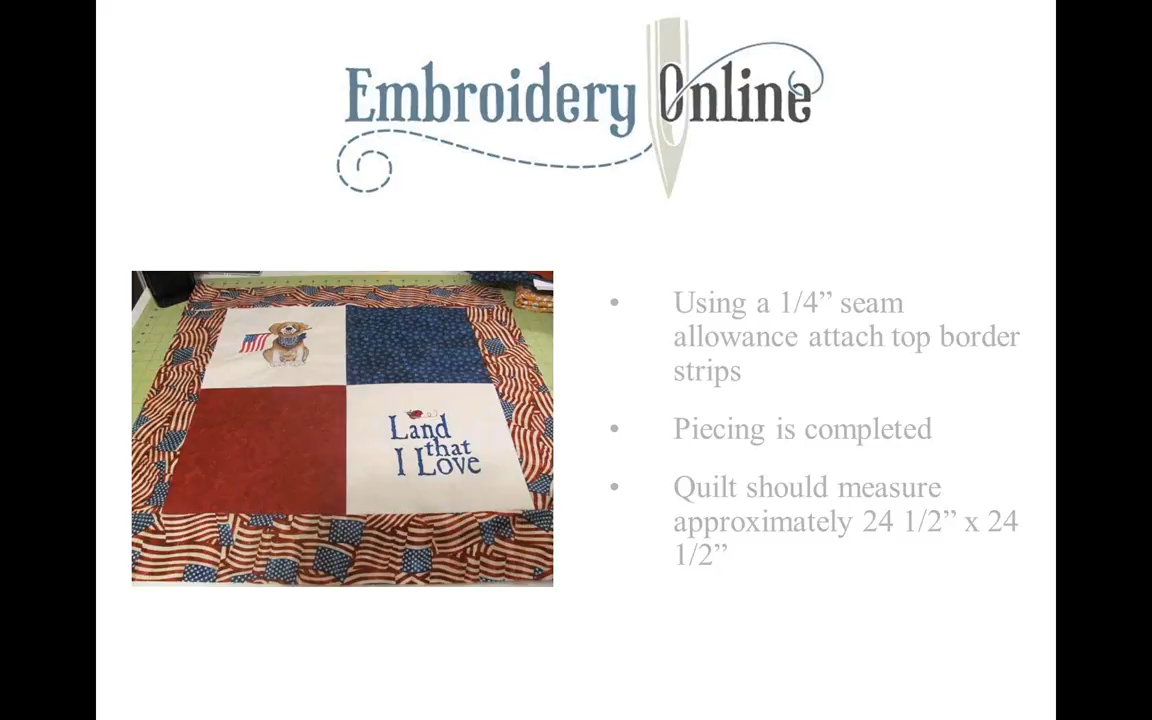 Embroidery Online
• Using a 1/4” seam
allowance attach top border
strips
• Piecing is completed
• Quilt should measure
approximately 24 1/2” x 24
1/2”
Land
that
I Love